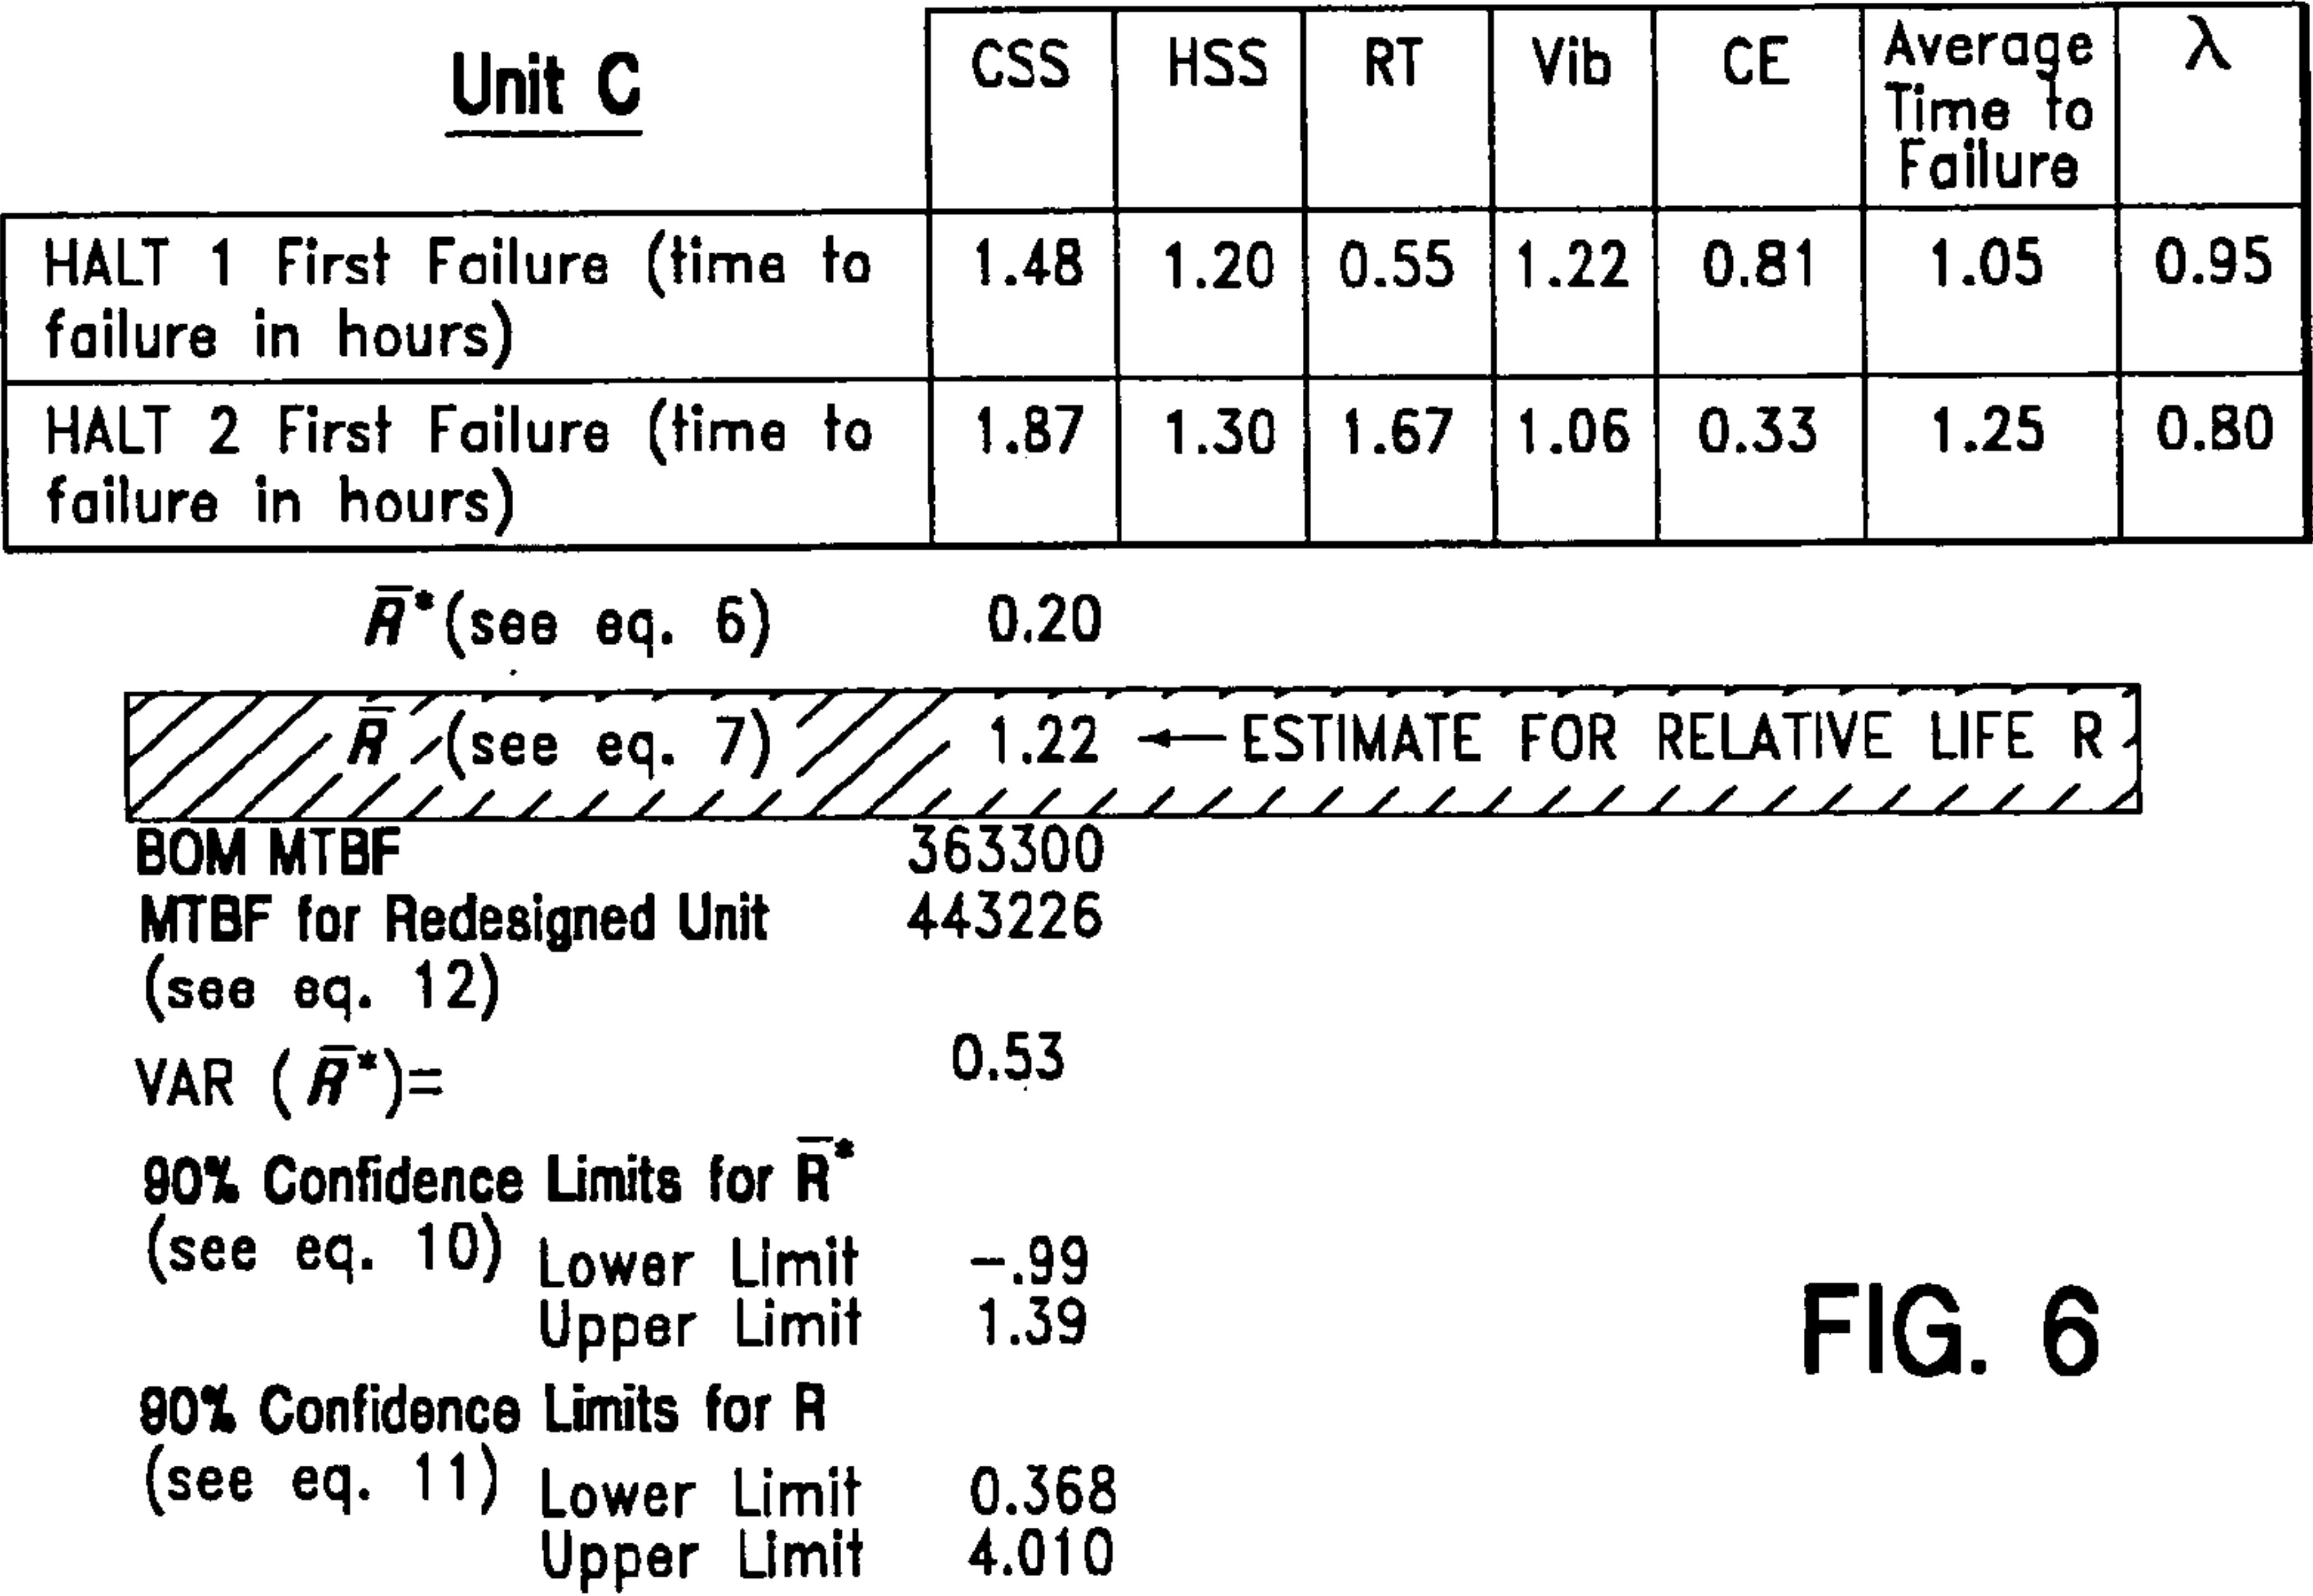 Unit C
CSS HSS RT Vib CE Average Time to Failure λ
HALT 1 First Failure (time to 1.48 1.20 0.55 1.22 0.81 1.05 0.95
failure in hours)
HALT 2 First Failure (time to 1.87 1.30 1.67 1.06 0.33 1.25 0.80
failure in hours)
R̅*(see eq. 6) 0.20
R̅ (see eq. 7) 1.22 ← ESTIMATE FOR RELATIVE LIFE R
BOM MTBF 363300
MTBF for Redesigned Unit 443226
(see eq. 12)
VAR (R̅*)= 0.53
90% Confidence Limits for R̅*
(see eq. 10) Lower Limit -.99
Upper Limit 1.39
90% Confidence Limits for R
(see eq. 11) Lower Limit 0.368
Upper Limit 4.010
FIG. 6